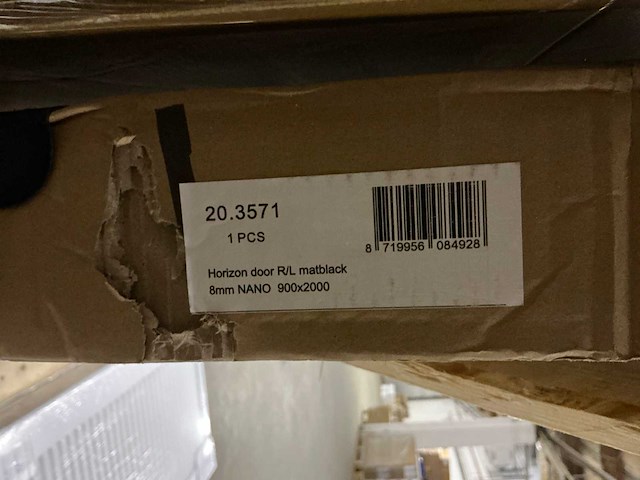 20.3571
1 PCS
8 719956 084928
Horizon door R/L matblack
8mm NANO 900x2000